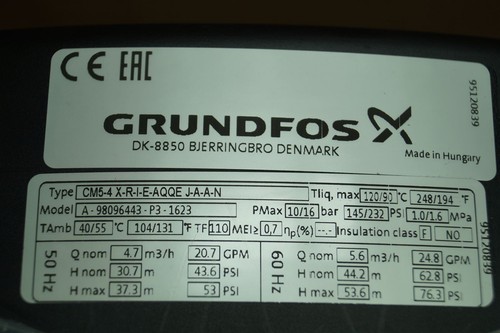 CE EAC
95120839
GRUNDFOS
DK-8850 BJERRINGBRO DENMARK
Made in Hungary
Type CM5-4 X-R-I-E-AQQE J-A-A-N Tliq, max 120/90 °C 248/194 °F
Model A - 98096443 - P3 - 1623 PMax 10/16 bar 145/232 PSI 1.0/1.6 MPa
TAmb 40/55 °C 104/131 °F TF 110 MEI≥ 0,7 ηp(%) --.- Insulation class F NO
50 Hz
Q nom 4.7 m3/h 20.7 GPM
H nom 30.7 m 43.6 PSI
H max 37.3 m 53 PSI
60 Hz
Q nom 5.6 m3/h 24.8 GPM
H nom 44.2 m 62.8 PSI
H max 53.6 m 76.3 PSI